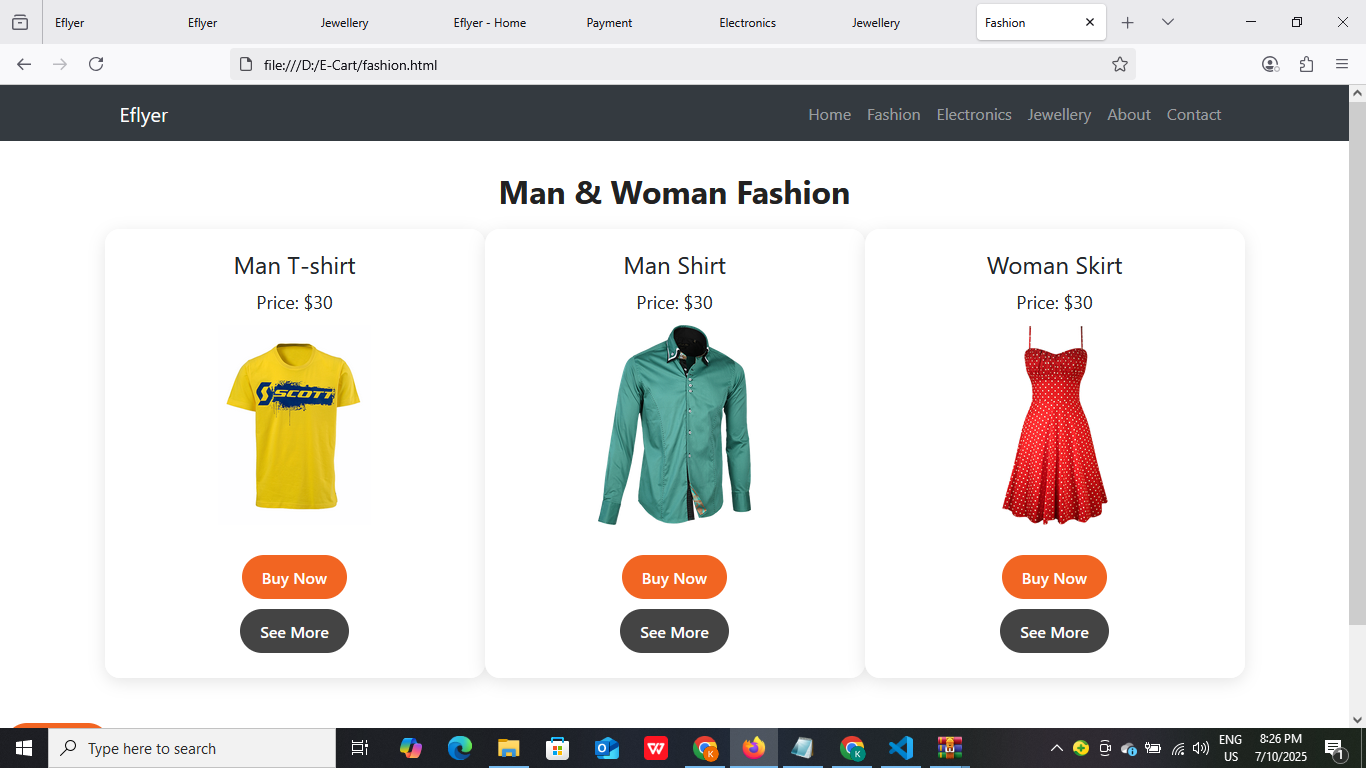 Eflyer
Eflyer
Jewellery
Eflyer - Home
Payment
Electronics
Jewellery
Fashion
file:///D:/E-Cart/fashion.html
Eflyer
Home Fashion Electronics Jewellery About Contact
Man & Woman Fashion
Man T-shirt
Price: $30
SCOTT
Buy Now
See More
Man Shirt
Price: $30
Buy Now
See More
Woman Skirt
Price: $30
Buy Now
See More
Type here to search
ENG
US
8:26 PM
7/10/2025
1